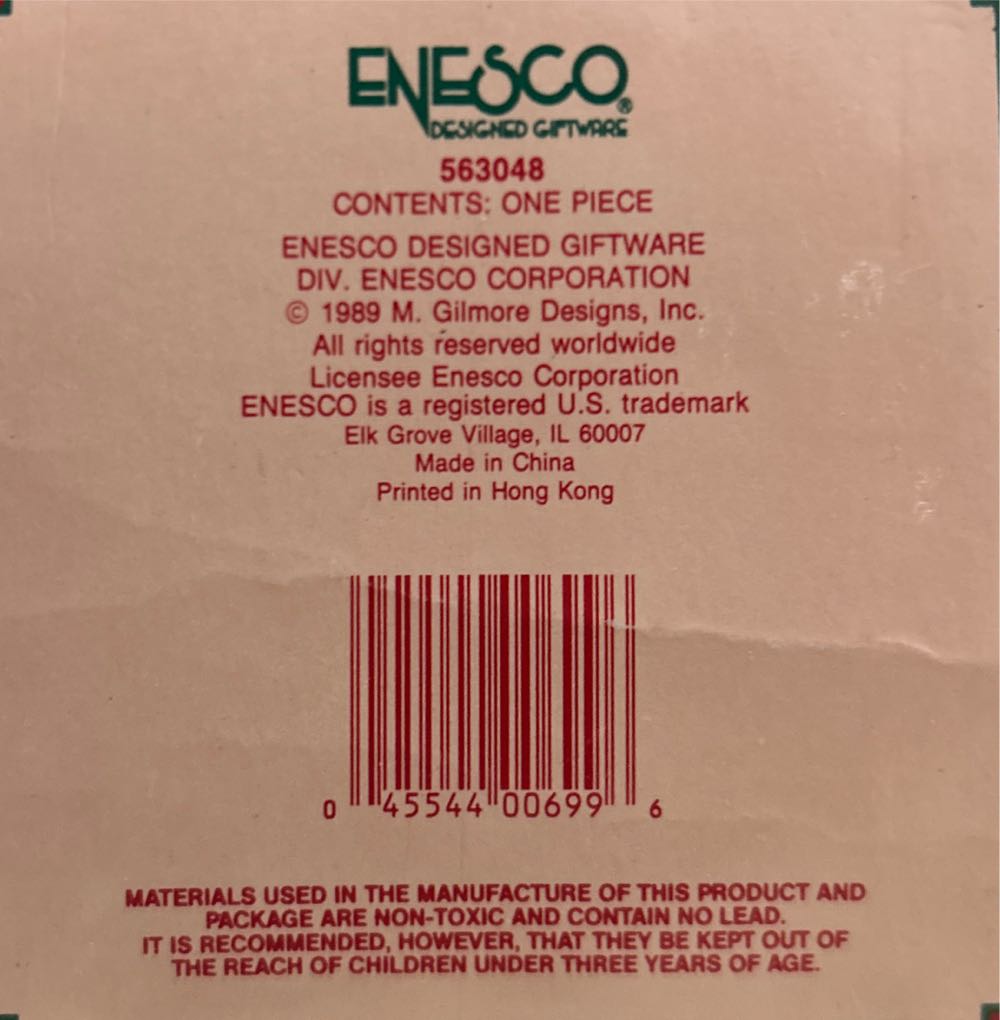 ENESCO®
DESIGNED GIFTWARE
563048
CONTENTS: ONE PIECE
ENESCO DESIGNED GIFTWARE
DIV. ENESCO CORPORATION
© 1989 M. Gilmore Designs, Inc.
All rights reserved worldwide
Licensee Enesco Corporation
ENESCO is a registered U.S. trademark
Elk Grove Village, IL 60007
Made in China
Printed in Hong Kong
0 45544 00699 6
MATERIALS USED IN THE MANUFACTURE OF THIS PRODUCT AND
PACKAGE ARE NON-TOXIC AND CONTAIN NO LEAD.
IT IS RECOMMENDED, HOWEVER, THAT THEY BE KEPT OUT OF
THE REACH OF CHILDREN UNDER THREE YEARS OF AGE.